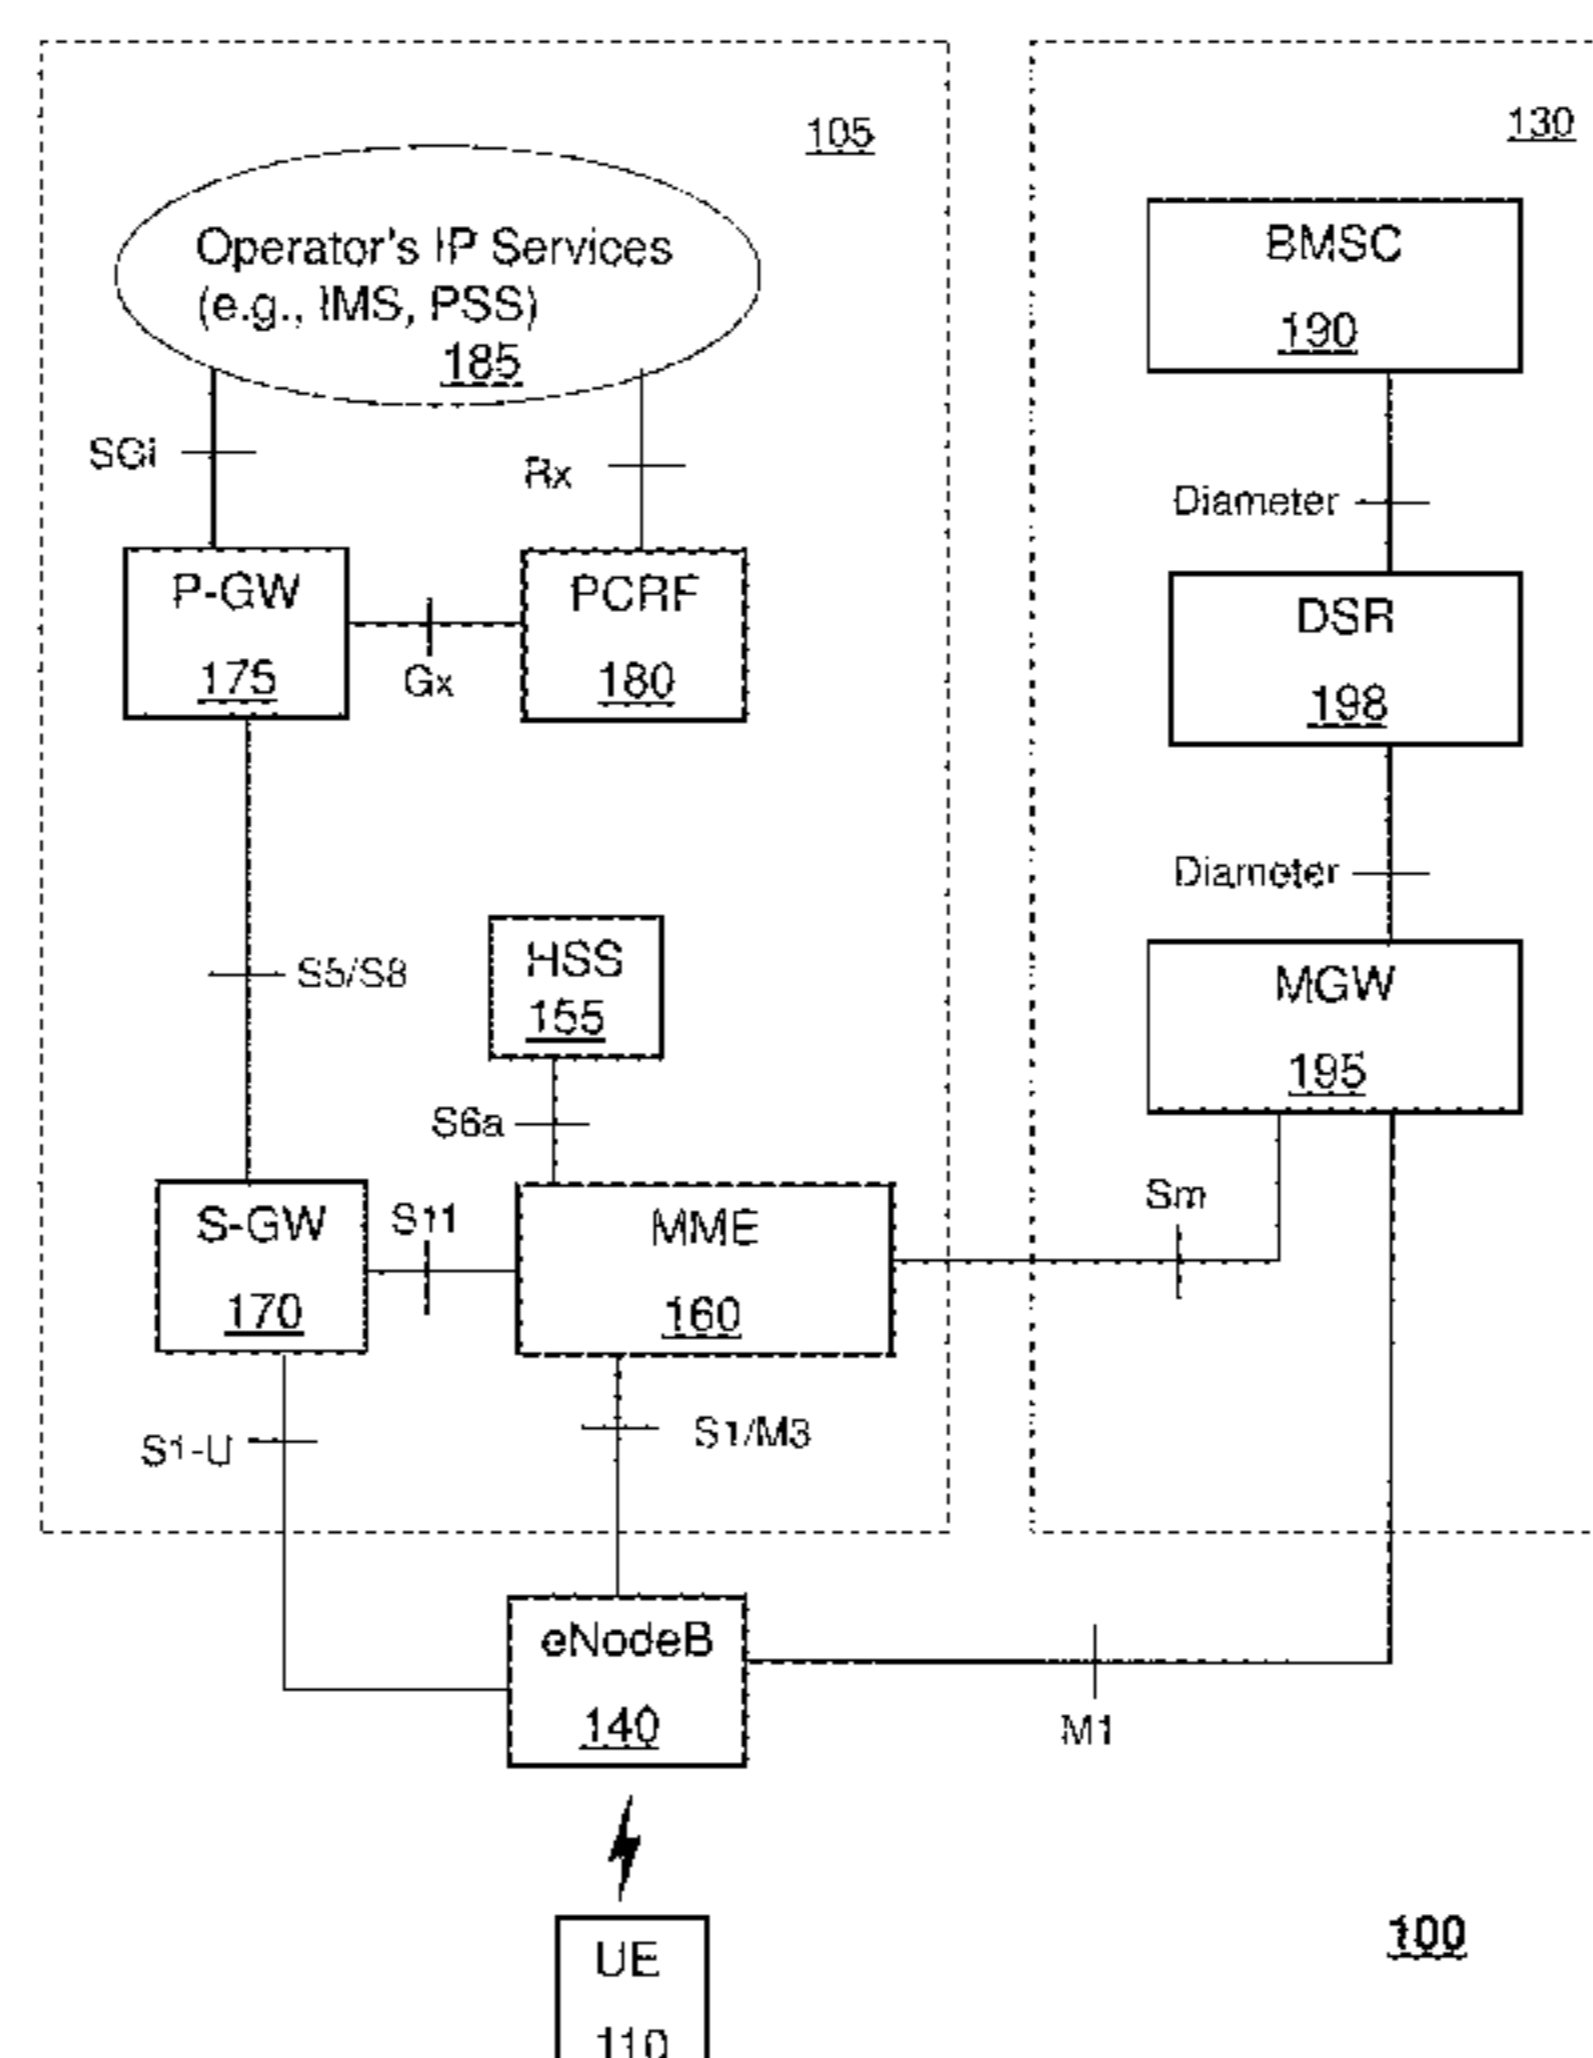 105
130
Operator's IP Services
(e.g., IMS, PSS)
185
BMSC
190
SGi
Rx
Diameter
P-GW
175
Gx
PCRF
180
DSR
198
Diameter
S5/S8
HSS
155
MGW
195
S6a
Sm
S-GW
170
S11
MME
160
S1-U
S1/M3
eNodeB
140
M1
UE
110
100